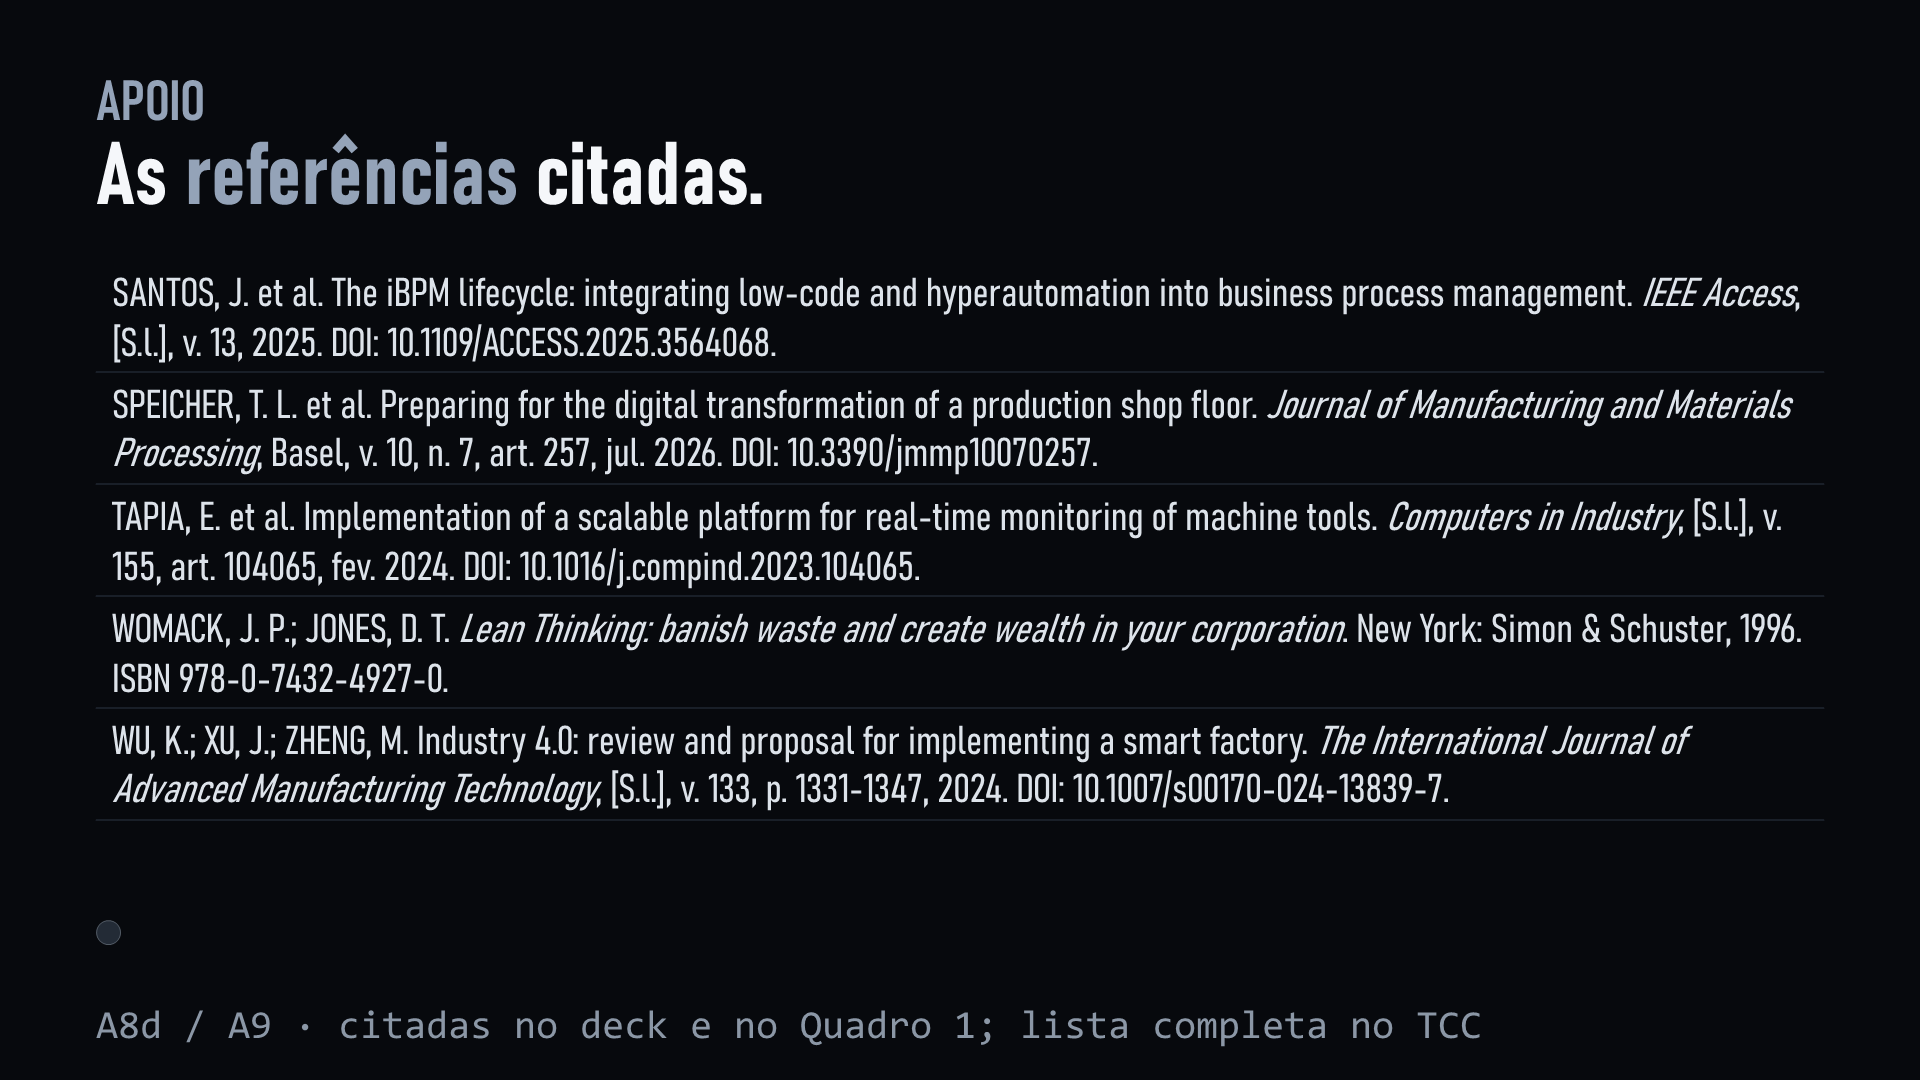 APOIO
As referências citadas.
SANTOS, J. et al. The iBPM lifecycle: integrating low-code and hyperautomation into business process management. IEEE Access,
[S.l.], v. 13, 2025. DOI: 10.1109/ACCESS.2025.3564068.
SPEICHER, T. L. et al. Preparing for the digital transformation of a production shop floor. Journal of Manufacturing and Materials
Processing, Basel, v. 10, n. 7, art. 257, jul. 2026. DOI: 10.3390/jmmp10070257.
TAPIA, E. et al. Implementation of a scalable platform for real-time monitoring of machine tools. Computers in Industry, [S.l.], v.
155, art. 104065, fev. 2024. DOI: 10.1016/j.compind.2023.104065.
WOMACK, J. P.; JONES, D. T. Lean Thinking: banish waste and create wealth in your corporation. New York: Simon & Schuster, 1996.
ISBN 978-0-7432-4927-0.
WU, K.; XU, J.; ZHENG, M. Industry 4.0: review and proposal for implementing a smart factory. The International Journal of
Advanced Manufacturing Technology, [S.l.], v. 133, p. 1331-1347, 2024. DOI: 10.1007/s00170-024-13839-7.
A8d / A9 · citadas no deck e no Quadro 1; lista completa no TCC